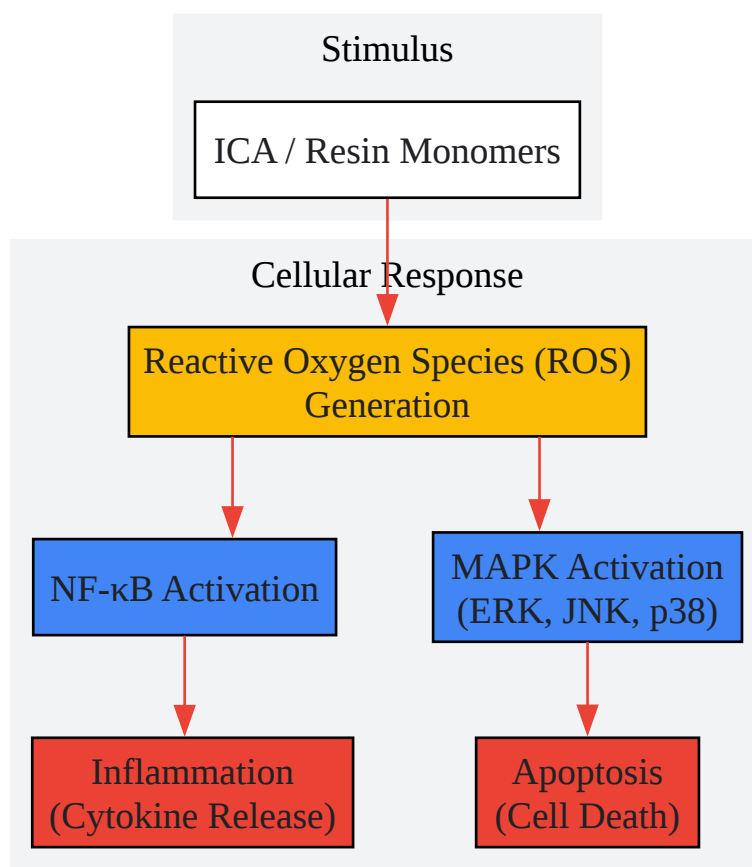 Stimulus
ICA / Resin Monomers
Cellular Response
Reactive Oxygen Species (ROS)
Generation
NF-κB Activation
MAPK Activation
(ERK, JNK, p38)
Inflammation
(Cytokine Release)
Apoptosis
(Cell Death)